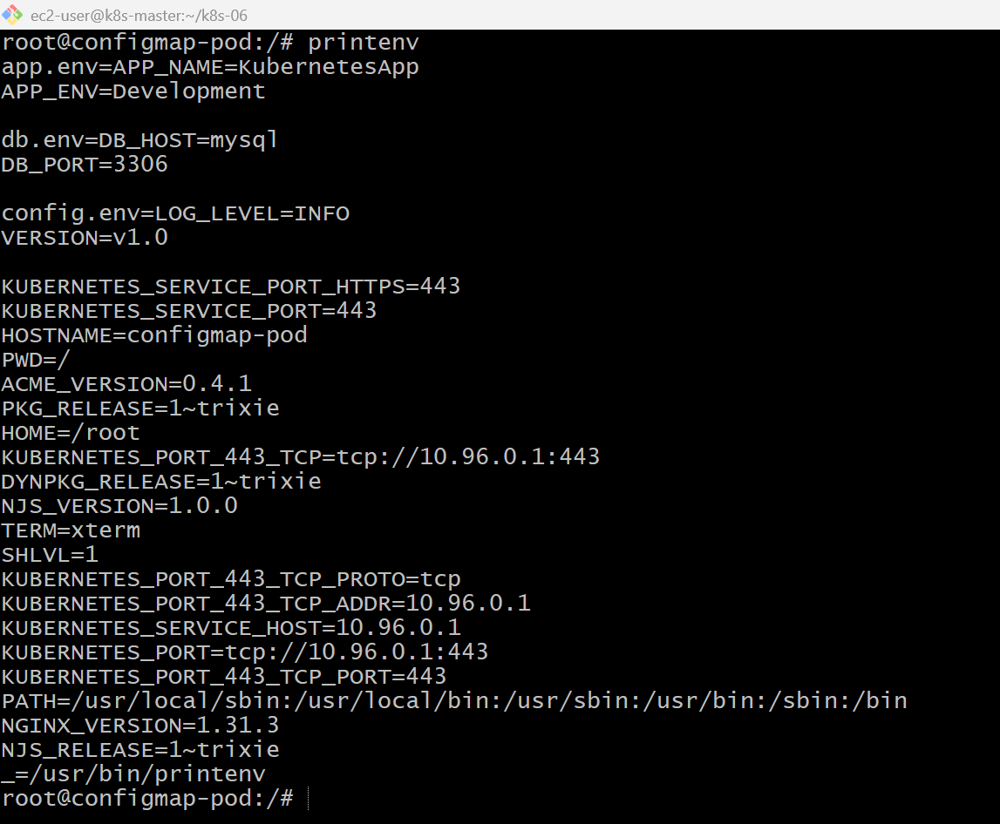 ec2-user@k8s-master:~/k8s-06
root@configmap-pod:/# printenv
app.env=APP_NAME=KubernetesApp
APP_ENV=Development
db.env=DB_HOST=mysql
DB_PORT=3306
config.env=LOG_LEVEL=INFO
VERSION=v1.0
KUBERNETES_SERVICE_PORT_HTTPS=443
KUBERNETES_SERVICE_PORT=443
HOSTNAME=configmap-pod
PWD=/
ACME_VERSION=0.4.1
PKG_RELEASE=1~trixie
HOME=/root
KUBERNETES_PORT_443_TCP=tcp://10.96.0.1:443
DYNPKG_RELEASE=1~trixie
NJS_VERSION=1.0.0
TERM=xterm
SHLVL=1
KUBERNETES_PORT_443_TCP_PROTO=tcp
KUBERNETES_PORT_443_TCP_ADDR=10.96.0.1
KUBERNETES_SERVICE_HOST=10.96.0.1
KUBERNETES_PORT=tcp://10.96.0.1:443
KUBERNETES_PORT_443_TCP_PORT=443
PATH=/usr/local/sbin:/usr/local/bin:/usr/sbin:/usr/bin:/sbin:/bin
NGINX_VERSION=1.31.3
NJS_RELEASE=1~trixie
_=/usr/bin/printenv
root@configmap-pod:/#